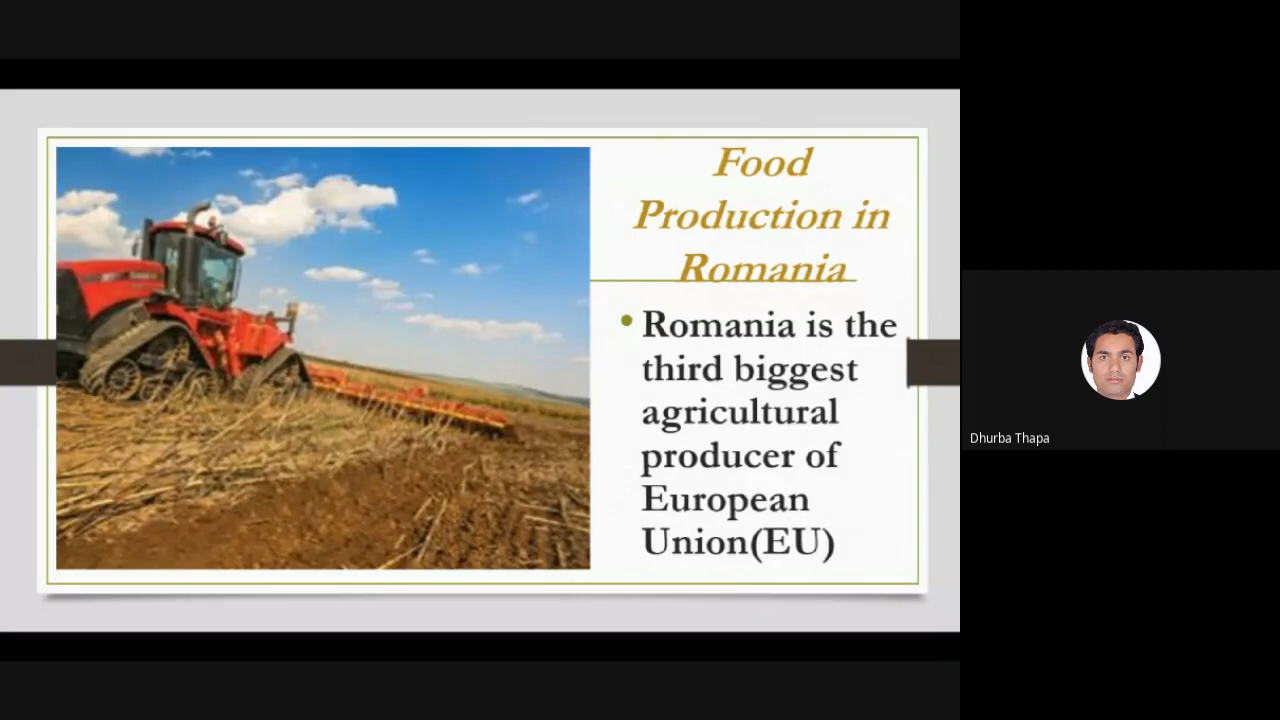 Food
Production in
Romania
• Romania is the
third biggest
agricultural
producer of
European
Union(EU)
Dhurba Thapa